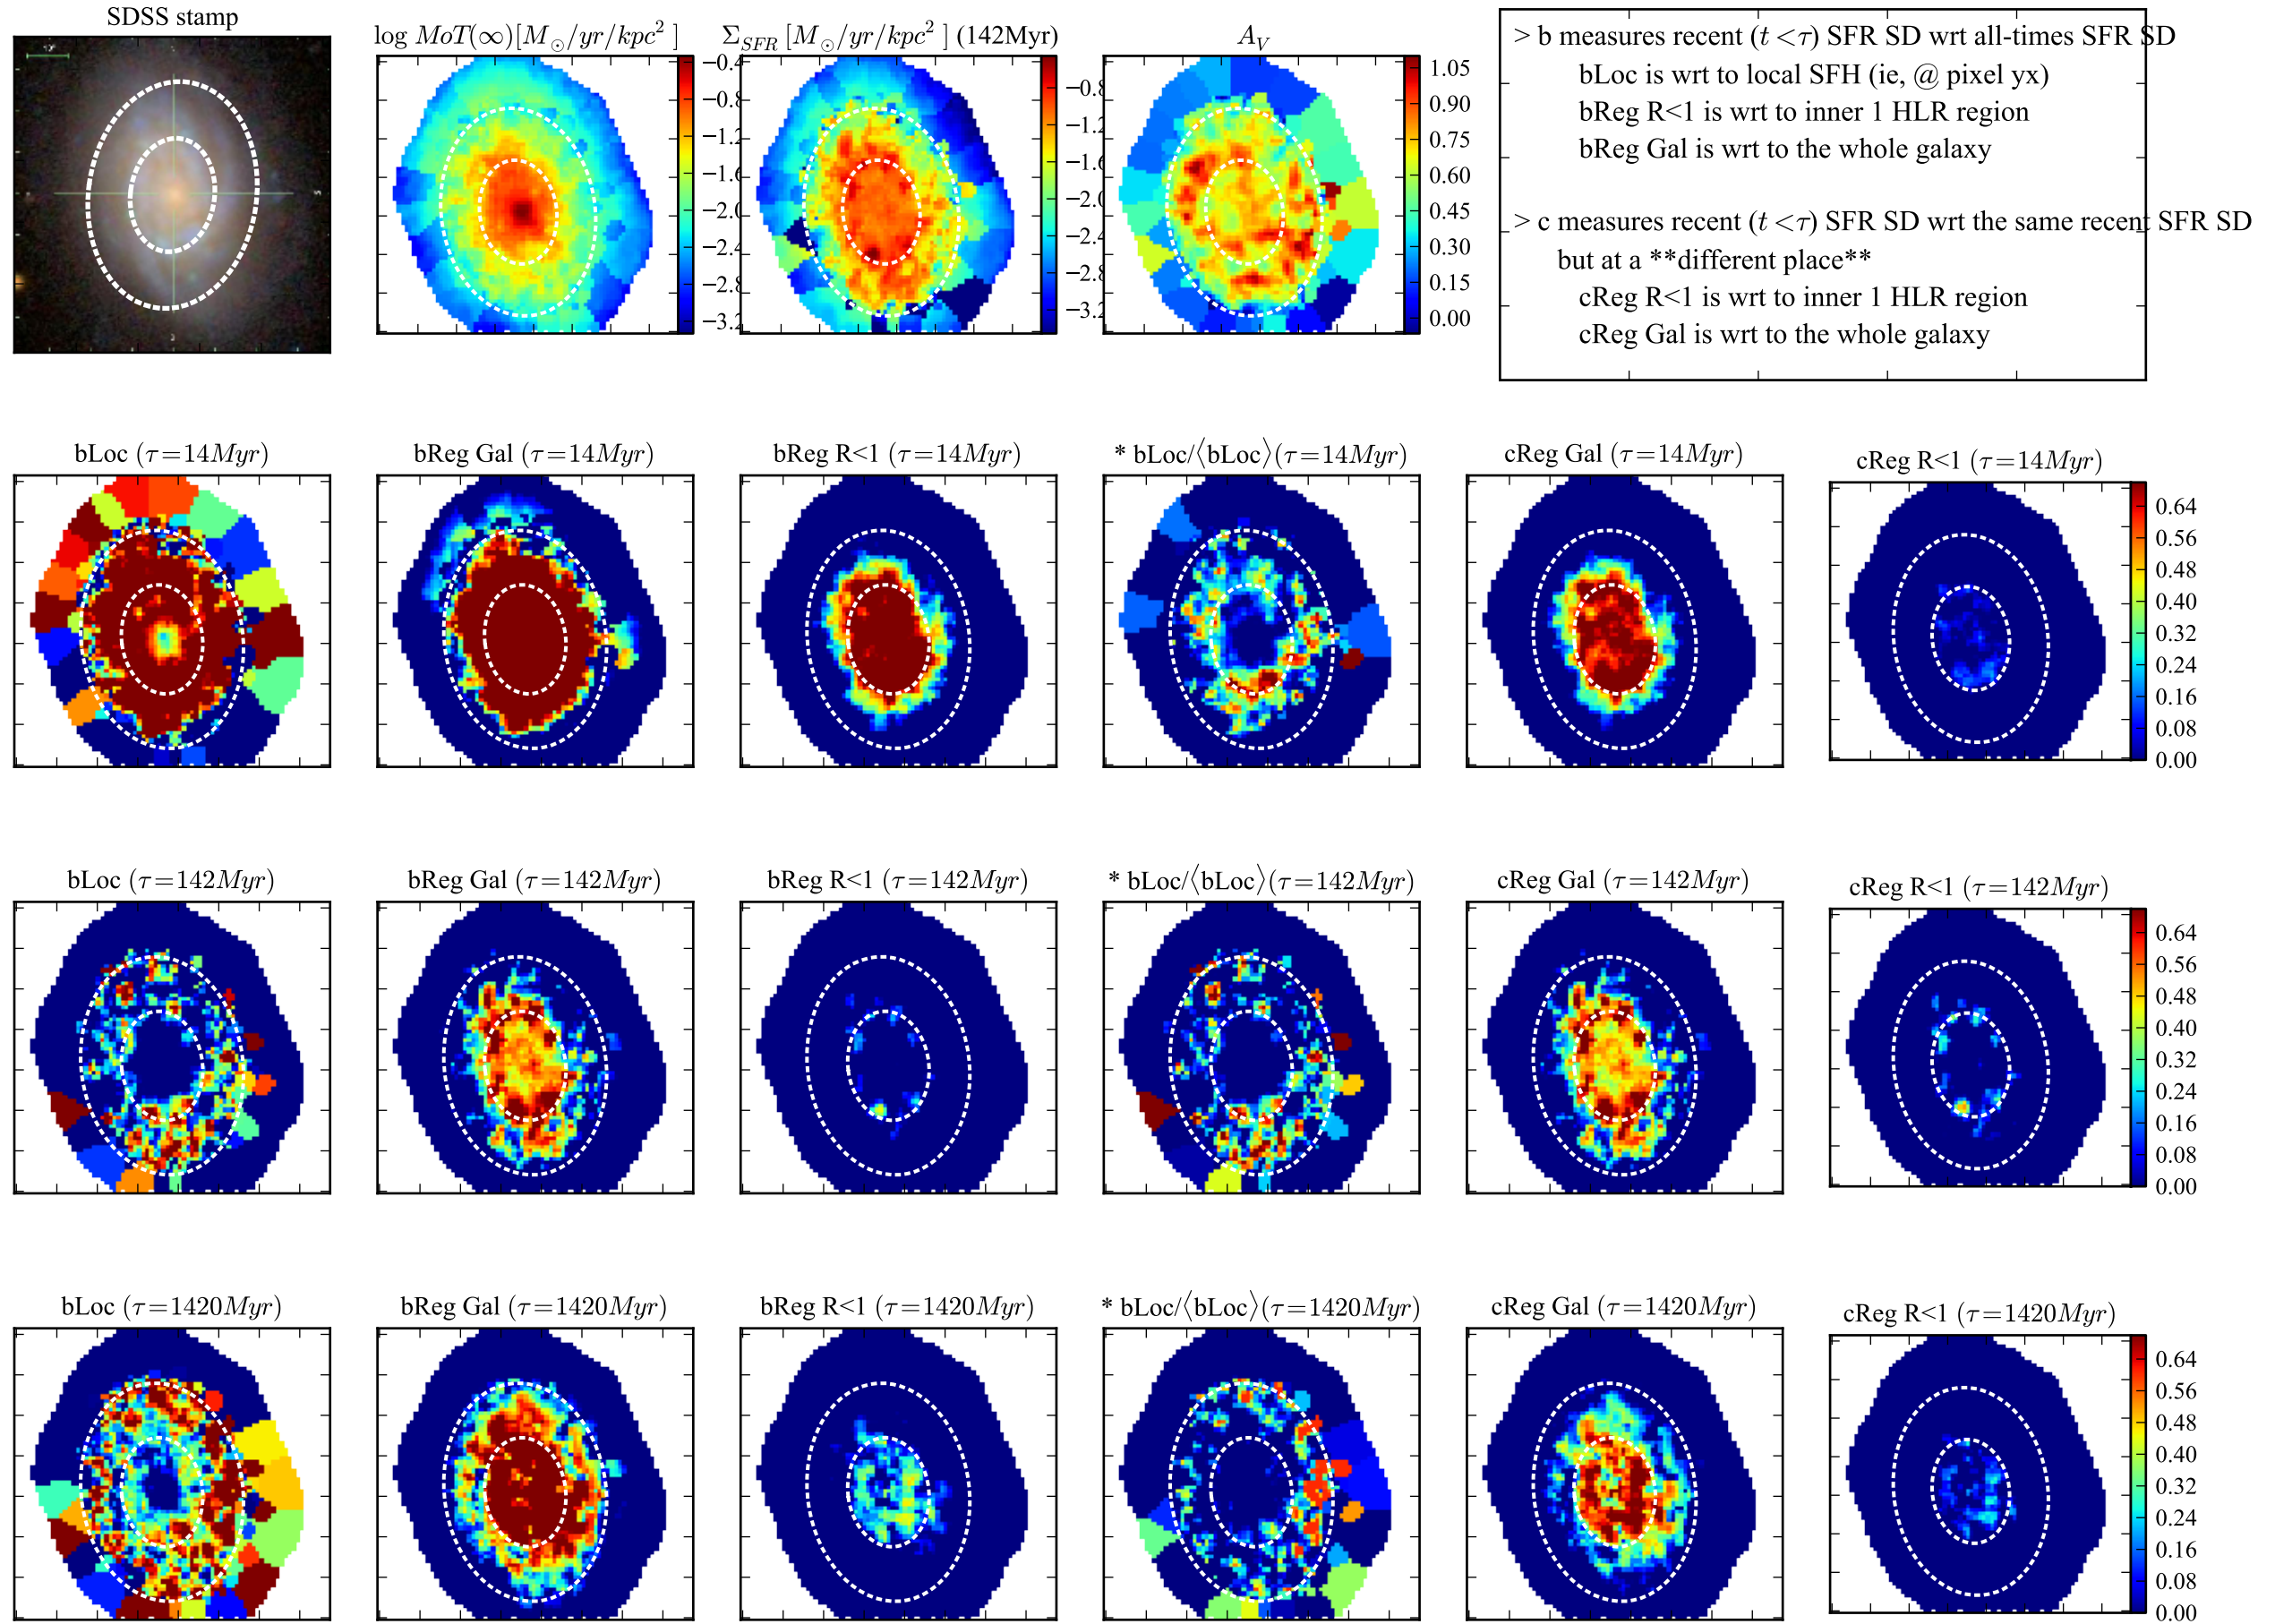 SDSS stamp
log MoT(∞)[M⊙/yr/kpc² ]
Σ_SFR [M⊙/yr/kpc² ] (142Myr)
A_V
−0.4
−0.8
−1.2
−1.6
−2.0
−2.4
−2.8
−3.2
−0.8
−1.6
−2.4
−3.2
1.05
0.90
0.75
0.60
0.45
0.30
0.15
0.00
> b measures recent (t <τ) SFR SD wrt all-times SFR SD
bLoc is wrt to local SFH (ie, @ pixel yx)
bReg R<1 is wrt to inner 1 HLR region
bReg Gal is wrt to the whole galaxy
> c measures recent (t <τ) SFR SD wrt the same recent SFR SD
but at a **different place**
cReg R<1 is wrt to inner 1 HLR region
cReg Gal is wrt to the whole galaxy
bLoc (τ=14Myr)
bReg Gal (τ=14Myr)
bReg R<1 (τ=14Myr)
* bLoc/⟨bLoc⟩(τ=14Myr)
cReg Gal (τ=14Myr)
cReg R<1 (τ=14Myr)
0.64
0.56
0.48
0.40
0.32
0.24
0.16
0.08
0.00
bLoc (τ=142Myr)
bReg Gal (τ=142Myr)
bReg R<1 (τ=142Myr)
* bLoc/⟨bLoc⟩(τ=142Myr)
cReg Gal (τ=142Myr)
cReg R<1 (τ=142Myr)
0.64
0.56
0.48
0.40
0.32
0.24
0.16
0.08
0.00
bLoc (τ=1420Myr)
bReg Gal (τ=1420Myr)
bReg R<1 (τ=1420Myr)
* bLoc/⟨bLoc⟩(τ=1420Myr)
cReg Gal (τ=1420Myr)
cReg R<1 (τ=1420Myr)
0.64
0.56
0.48
0.40
0.32
0.24
0.16
0.08
0.00